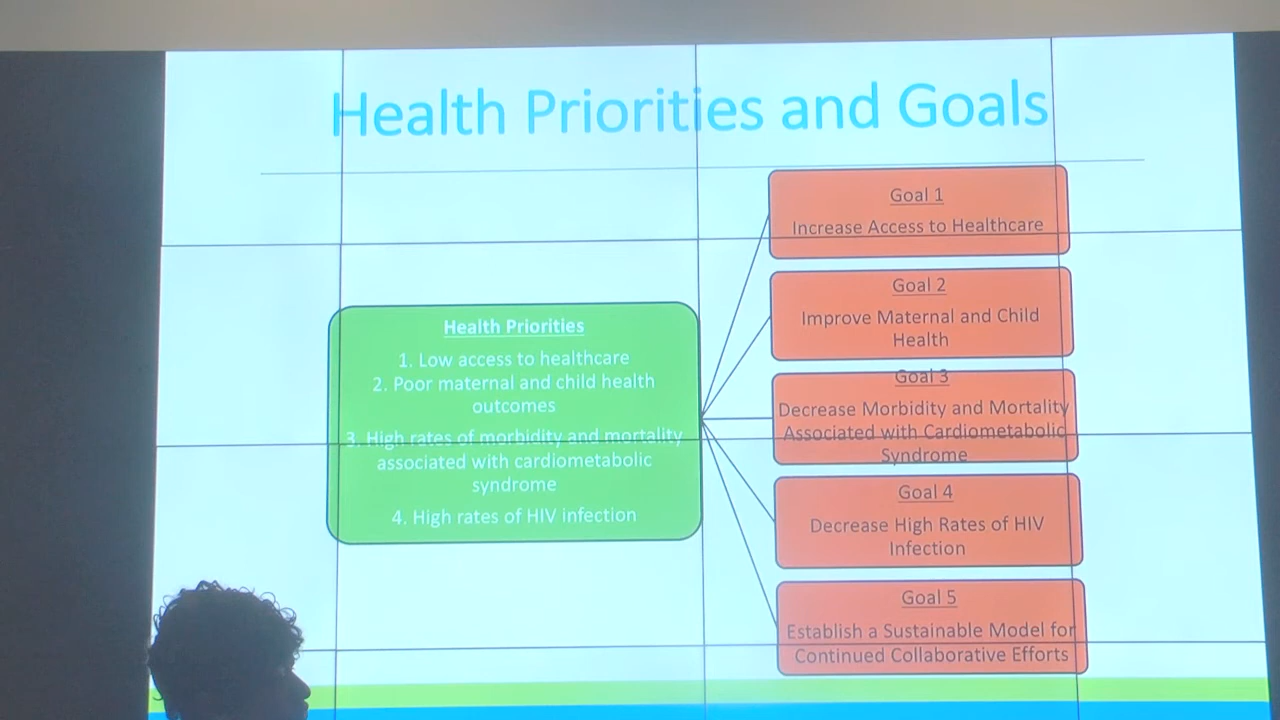 Health Priorities and Goals
Health Priorities
1. Low access to healthcare
2. Poor maternal and child health
outcomes
3. High rates of morbidity and mortality
associated with cardiometabolic
syndrome
4. High rates of HIV infection
Goal 1
Increase Access to Healthcare
Goal 2
Improve Maternal and Child
Health
Goal 3
Decrease Morbidity and Mortality
Associated with Cardiometabolic
Syndrome
Goal 4
Decrease High Rates of HIV
Infection
Goal 5
Establish a Sustainable Model for
Continued Collaborative Efforts